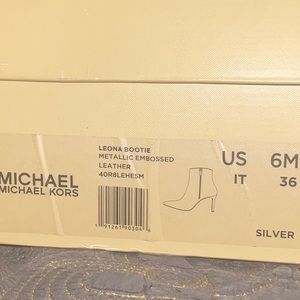 MICHAEL
MICHAEL KORS
LEONA BOOTIE
METALLIC EMBOSSED
LEATHER
40R8LEHE5M
US 6M
IT 36
SILVER